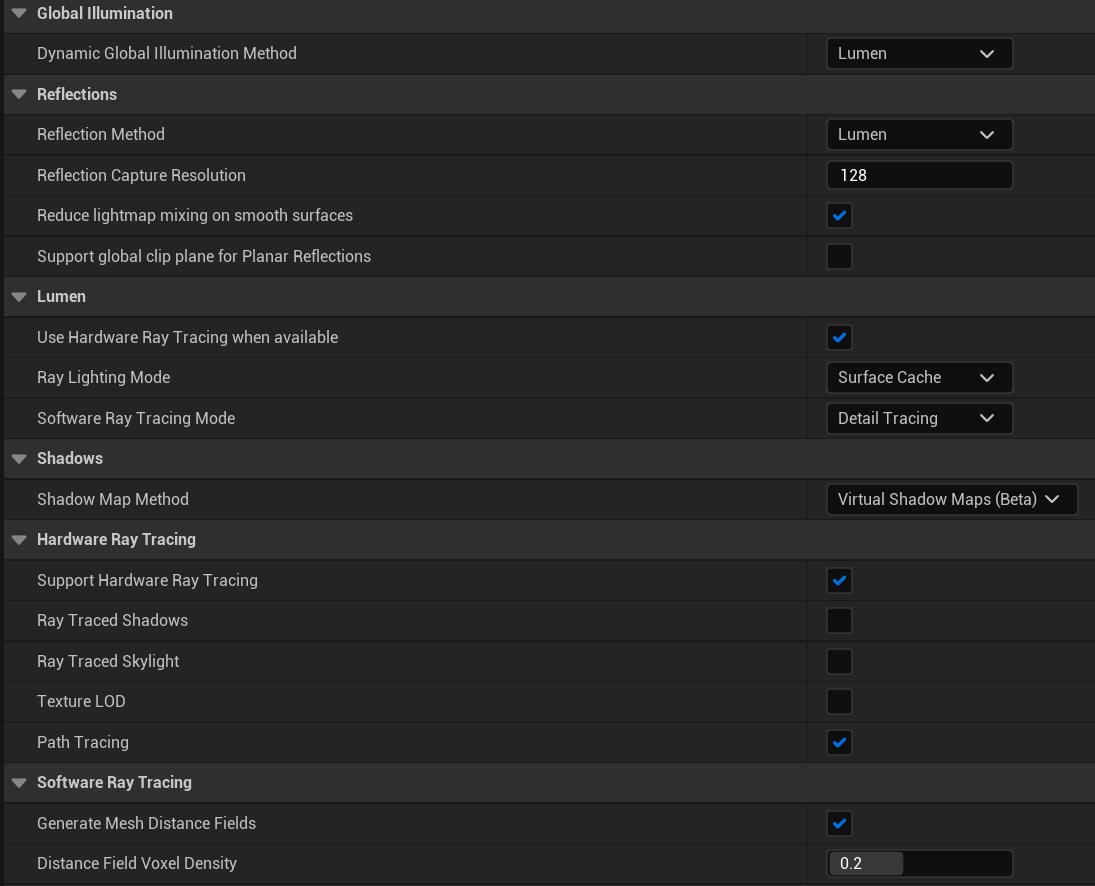 Global Illumination
Dynamic Global Illumination Method Lumen
Reflections
Reflection Method Lumen
Reflection Capture Resolution 128
Reduce lightmap mixing on smooth surfaces
Support global clip plane for Planar Reflections
Lumen
Use Hardware Ray Tracing when available
Ray Lighting Mode Surface Cache
Software Ray Tracing Mode Detail Tracing
Shadows
Shadow Map Method Virtual Shadow Maps (Beta)
Hardware Ray Tracing
Support Hardware Ray Tracing
Ray Traced Shadows
Ray Traced Skylight
Texture LOD
Path Tracing
Software Ray Tracing
Generate Mesh Distance Fields
Distance Field Voxel Density 0.2